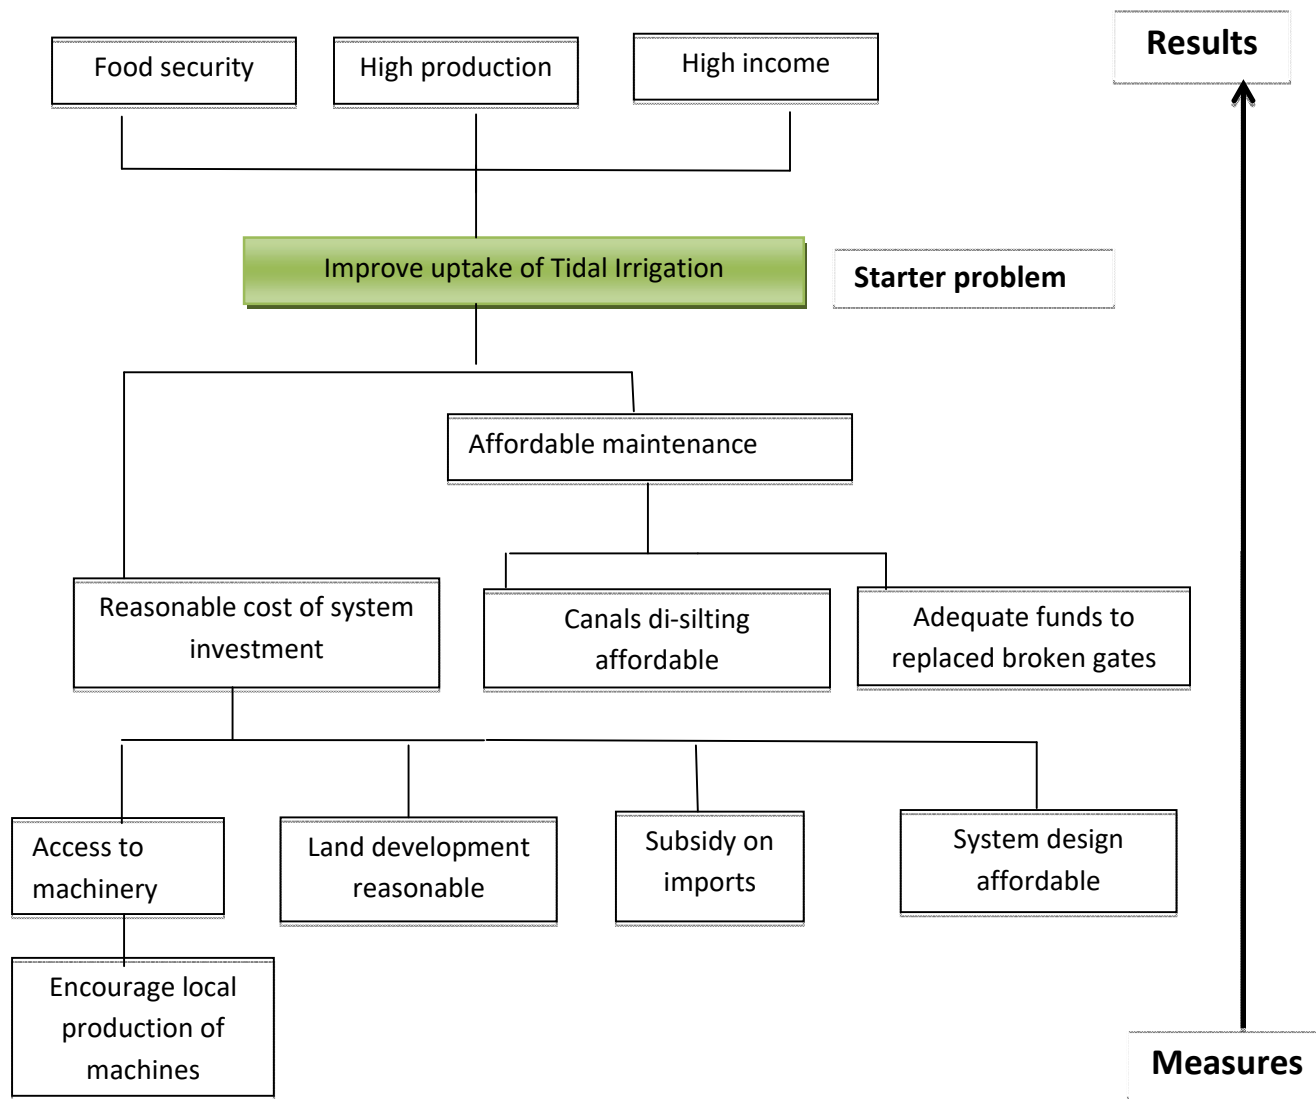 Results
Food security
High production
High income
Improve uptake of Tidal Irrigation
Starter problem
Affordable maintenance
Reasonable cost of system
investment
Canals di-silting
affordable
Adequate funds to
replaced broken gates
Access to
machinery
Land development
reasonable
Subsidy on
imports
System design
affordable
Encourage local
production of
machines
Measures